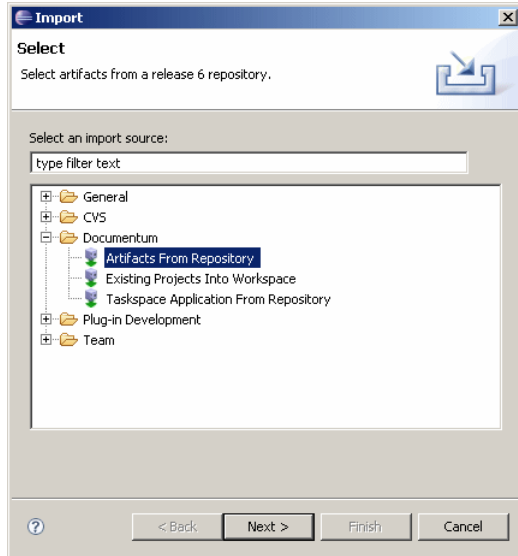 Import
Select
Select artifacts from a release 6 repository.
Select an import source:
type filter text
General
CVS
Documentum
Artifacts From Repository
Existing Projects Into Workspace
Taskspace Application From Repository
Plug-in Development
Team
? < Back Next > Finish Cancel